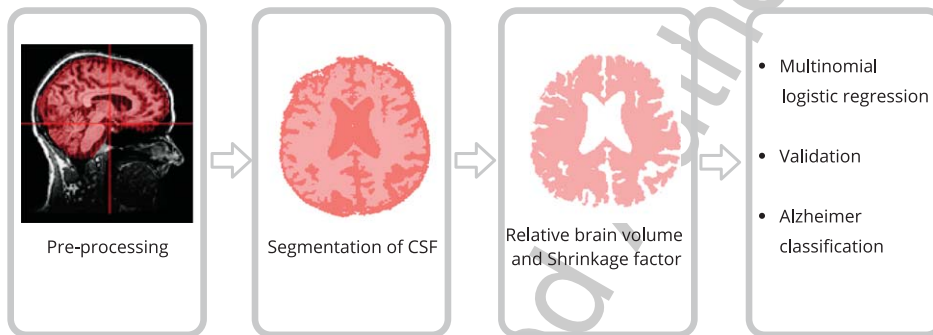 Pre-processing
Segmentation of CSF
Relative brain volume
and Shrinkage factor
• Multinomial
logistic regression
• Validation
• Alzheimer
classification